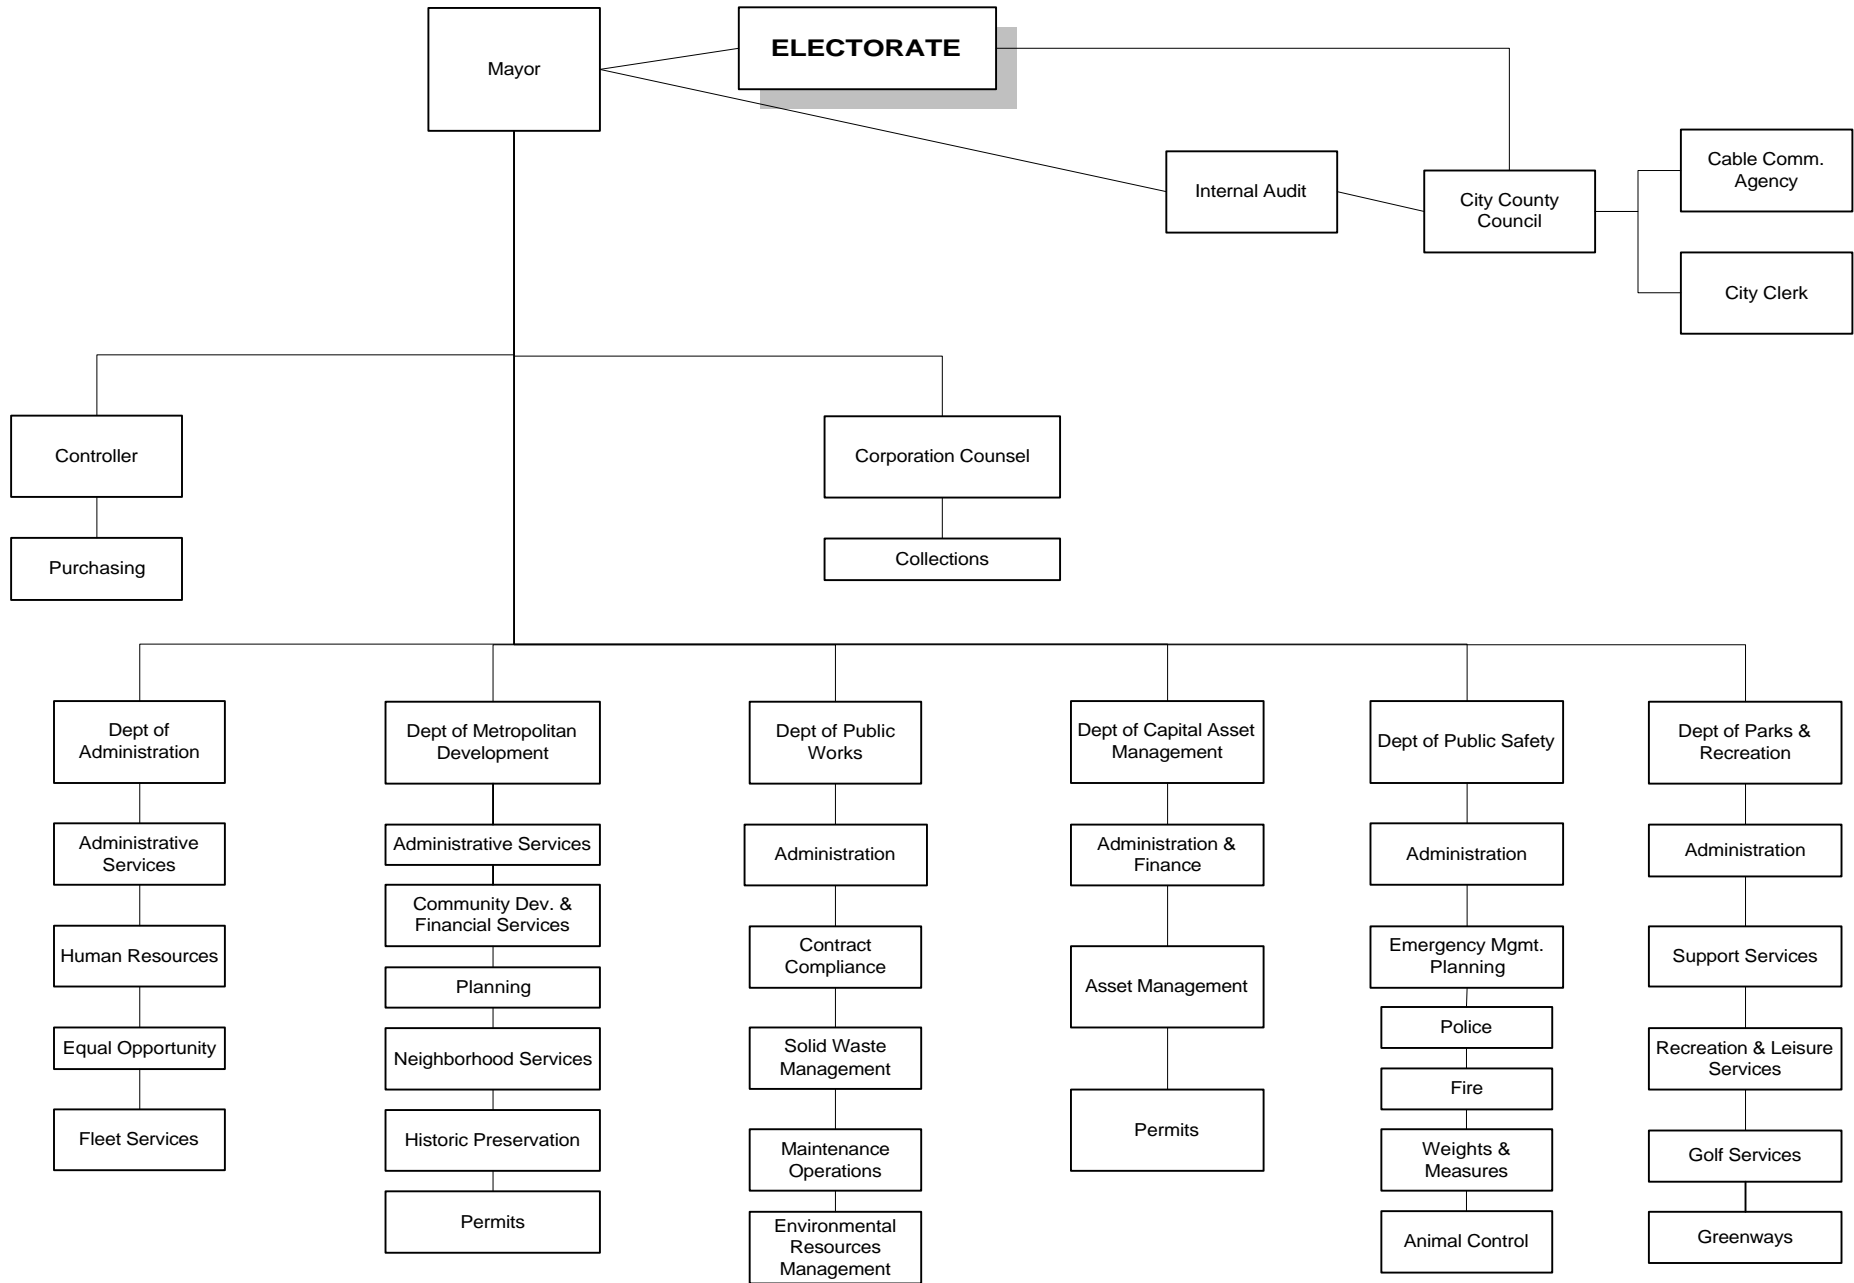 Mayor
ELECTORATE
Internal Audit
City County
Council
Cable Comm.
Agency
City Clerk
Controller
Corporation Counsel
Purchasing
Collections
Dept of
Administration
Administrative
Services
Human Resources
Equal Opportunity
Fleet Services
Dept of Metropolitan
Development
Administrative Services
Community Dev. &
Financial Services
Planning
Neighborhood Services
Historic Preservation
Permits
Dept of Public
Works
Administration
Contract
Compliance
Solid Waste
Management
Maintenance
Operations
Environmental
Resources
Management
Dept of Capital Asset
Management
Administration &
Finance
Asset Management
Permits
Dept of Public Safety
Administration
Emergency Mgmt.
Planning
Police
Fire
Weights &
Measures
Animal Control
Dept of Parks &
Recreation
Administration
Support Services
Recreation & Leisure
Services
Golf Services
Greenways